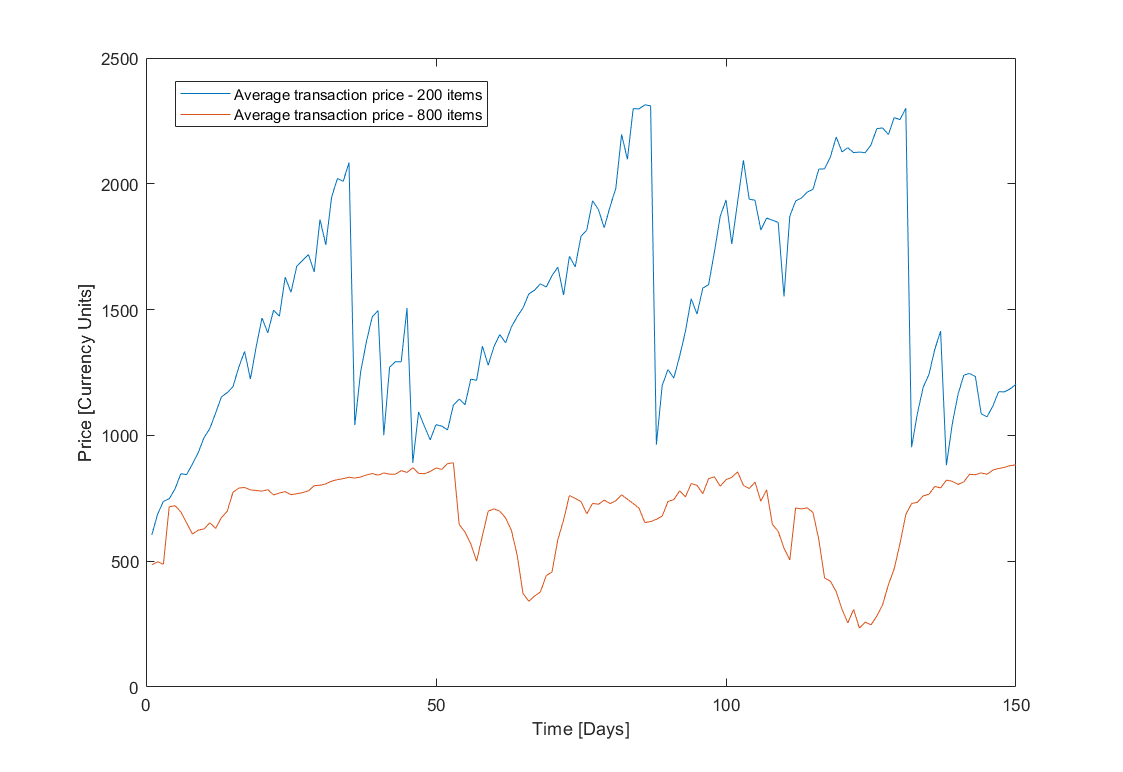 2500
Average transaction price - 200 items
Average transaction price - 800 items
2000
1500
1000
500
0
Price [Currency Units]
0 50 100 150
Time [Days]